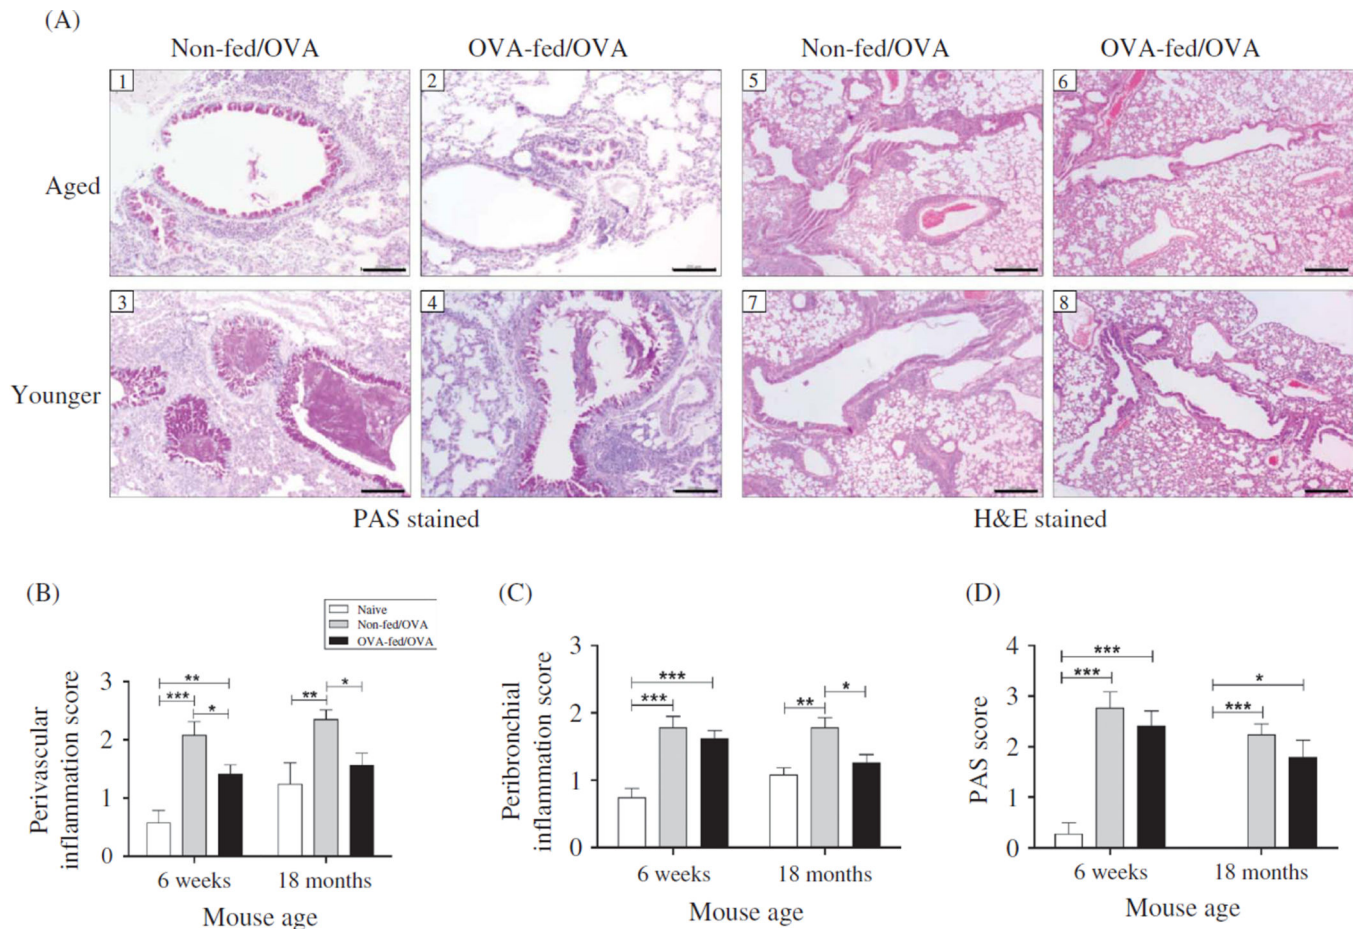 (A)
Non-fed/OVA OVA-fed/OVA Non-fed/OVA OVA-fed/OVA
1 2 5 6
Aged
3 4 7 8
Younger
PAS stained H&E stained
(B)
Naive
Non-fed/OVA
OVA-fed/OVA
Perivascular
inflammation score
3
2
1
0
**
***
*
**
*
6 weeks 18 months
Mouse age
(C)
Peribronchial
inflammation score
3
2
1
0
***
***
**
*
6 weeks 18 months
Mouse age
(D)
PAS score
4
3
2
1
0
***
***
*
***
6 weeks 18 months
Mouse age